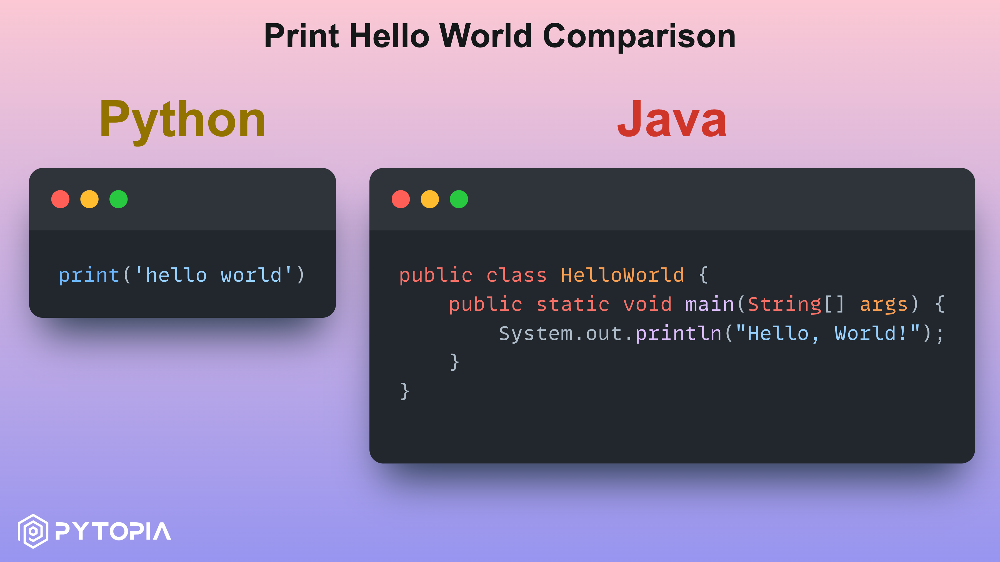 Print Hello World Comparison
Python
print('hello world')
Java
public class HelloWorld {
    public static void main(String[] args) {
        System.out.println("Hello, World!");
    }
}
PYTOPIA